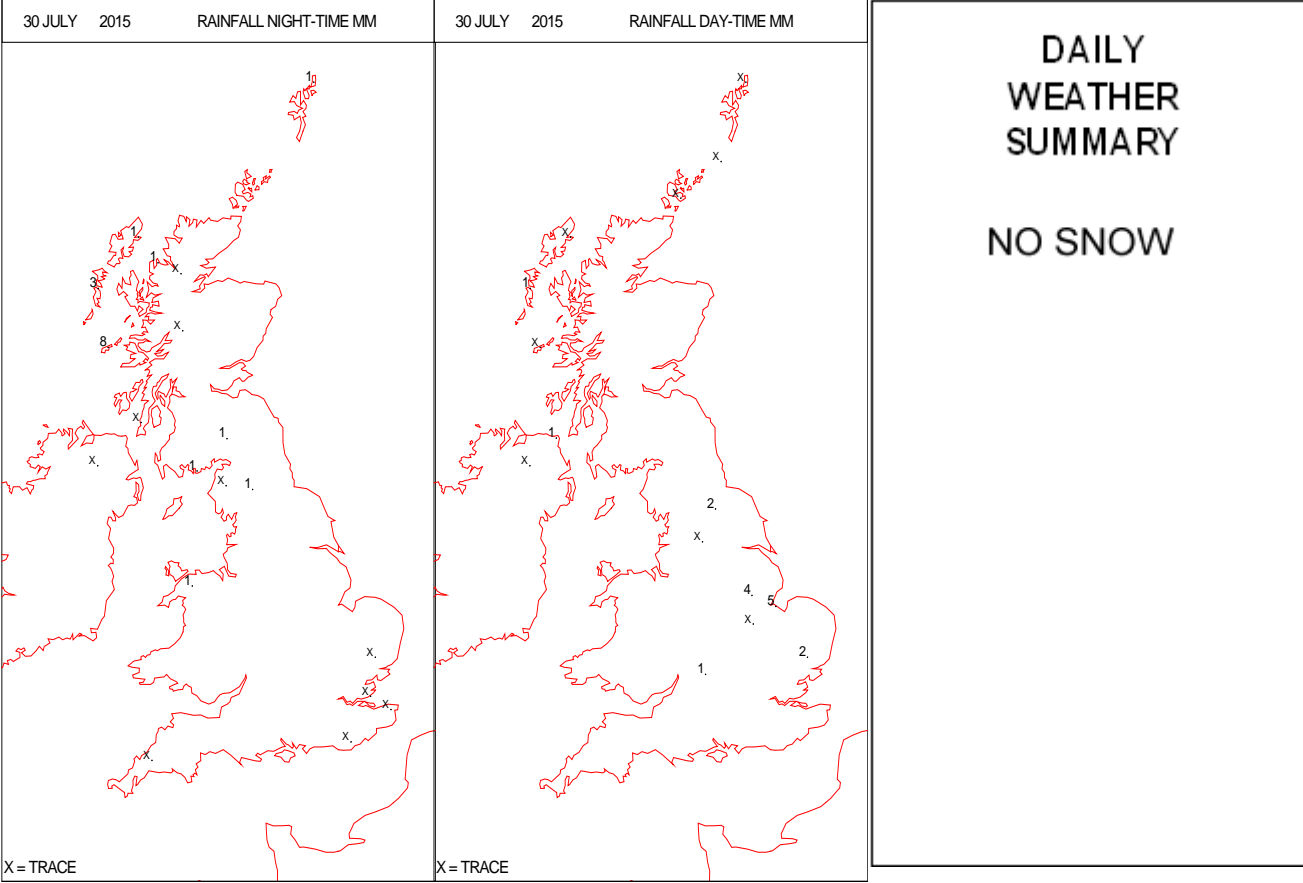 30 JULY 2015 RAINFALL NIGHT-TIME MM
1
1.
1
X.
3
X.
8.
X.
1.
X.
1
X.
1.
1.
X.
X.
X.
X.
X.
X = TRACE
30 JULY 2015 RAINFALL DAY-TIME MM
X
X.
X.
X.
1
X.
1.
X.
2.
X.
4.
5.
X.
2.
1.
X = TRACE
DAILY
WEATHER
SUMMARY
NO SNOW